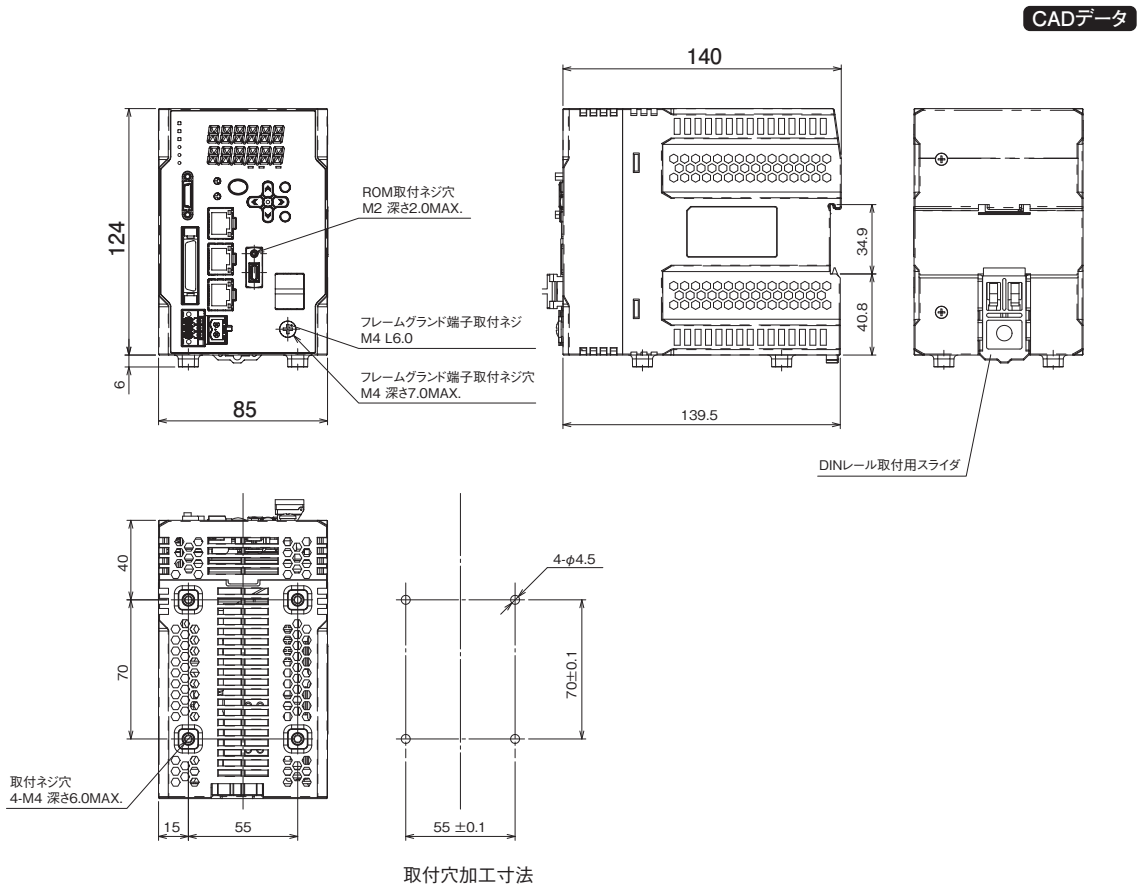 CADデータ
140
124
ROM取付ネジ穴
M2 深さ2.0MAX.
フレームグランド端子取付ネジ
M4 L6.0
フレームグランド端子取付ネジ穴
M4 深さ7.0MAX.
34.9
40.8
6
85
139.5
DINレール取付用スライダ
40
70
4-φ4.5
70±0.1
取付ネジ穴
4-M4 深さ6.0MAX.
15
55
55 ±0.1
取付穴加工寸法